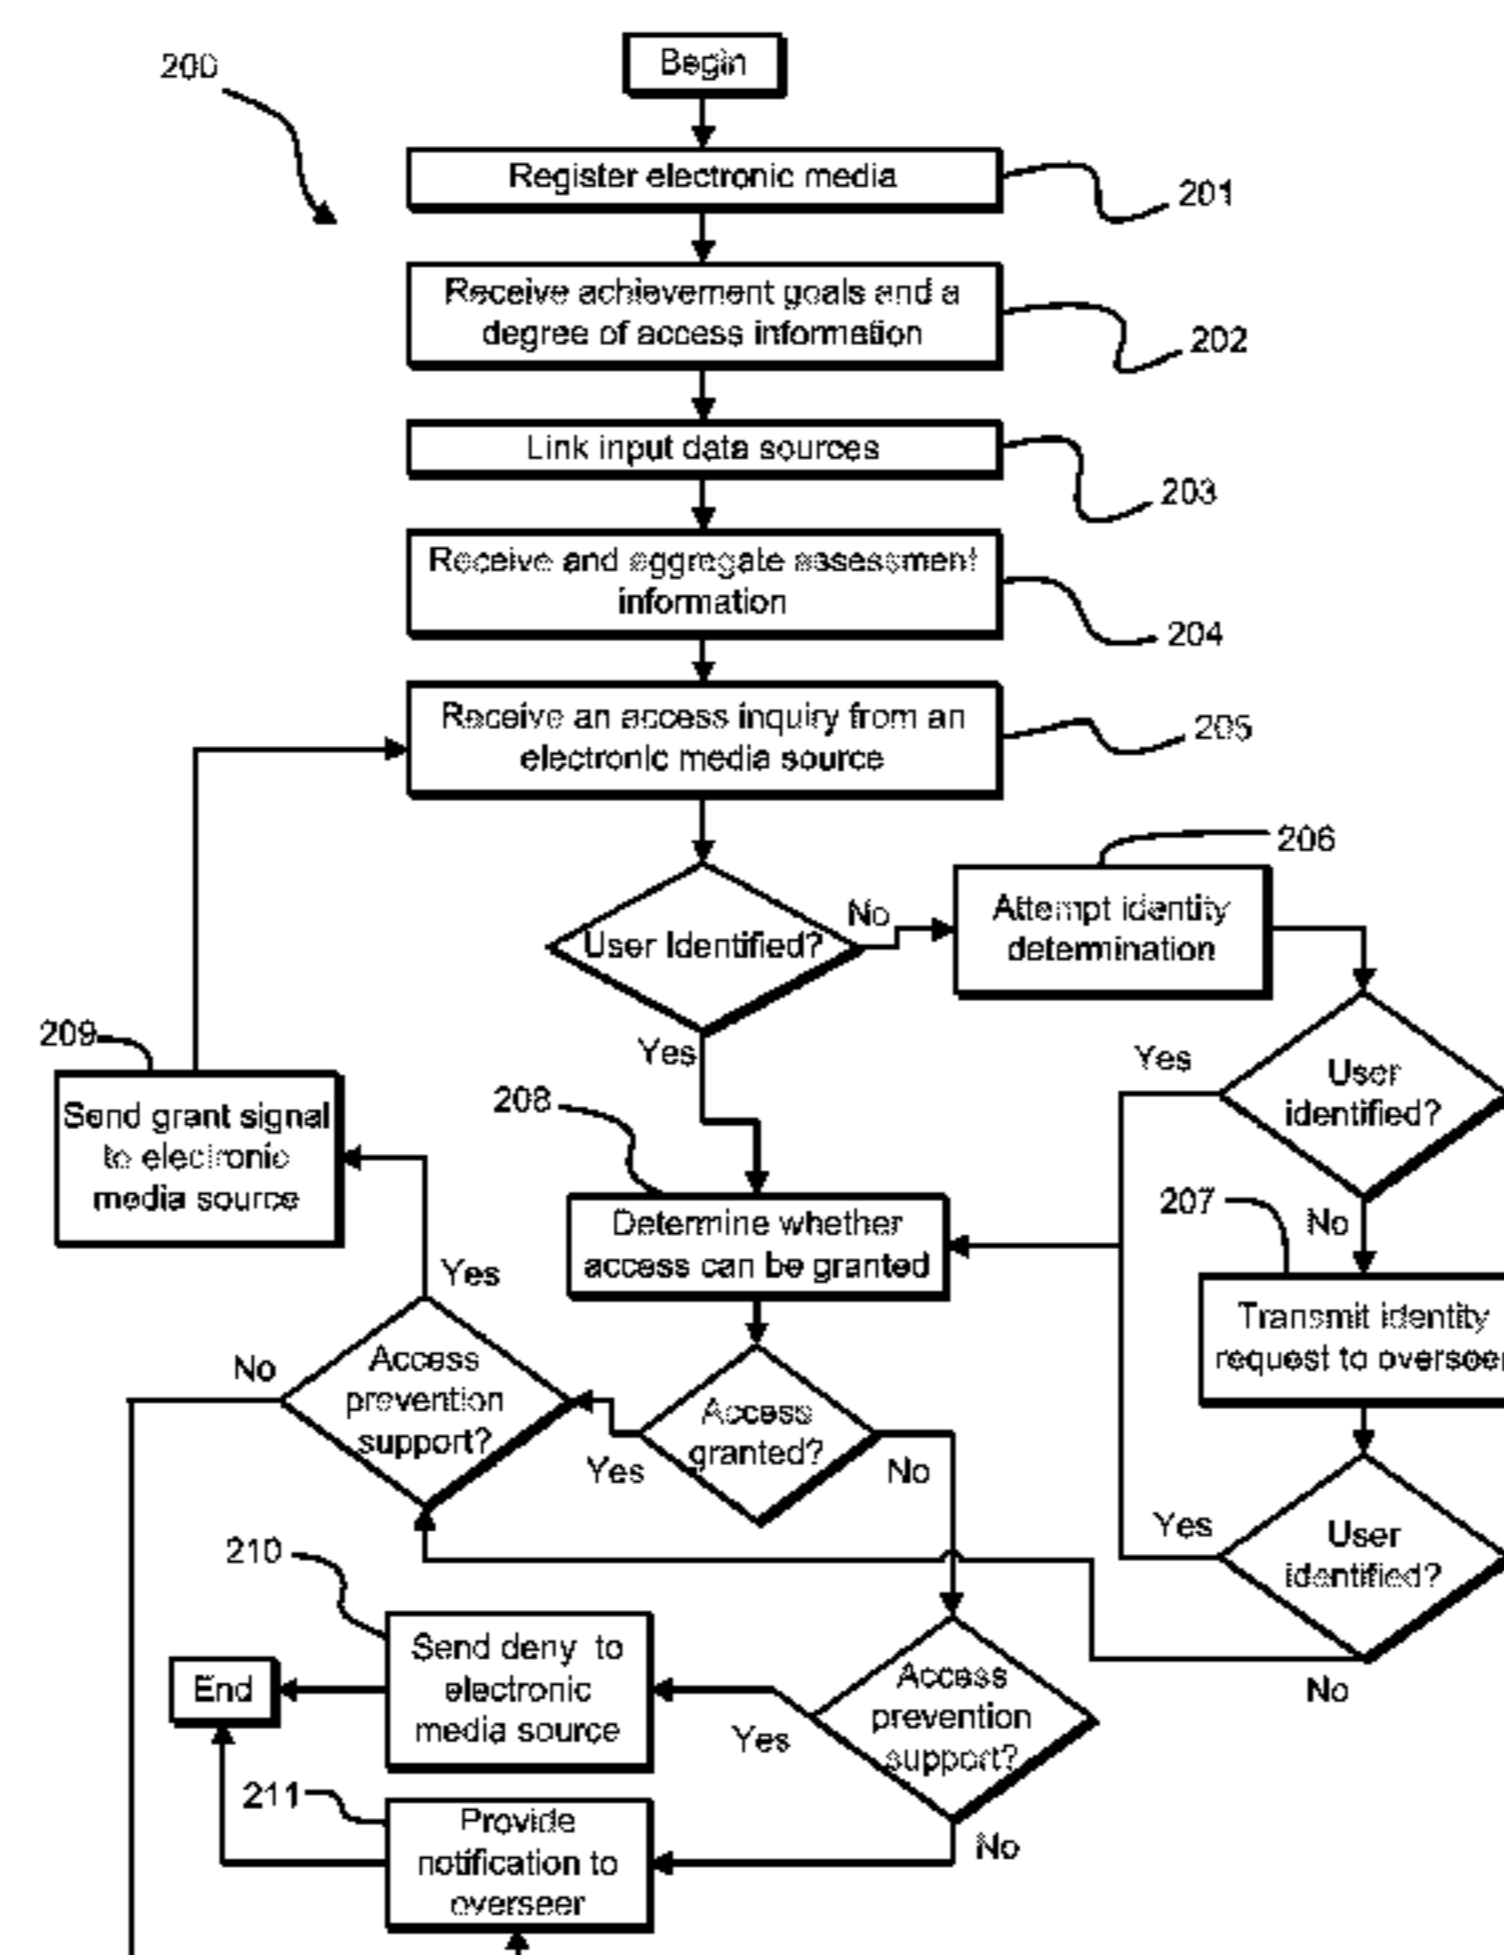 200
Begin
Register electronic media
201
Receive achievement goals and a
degree of access information
202
Link input data sources
203
Receive and aggregate assessment
information
204
Receive an access inquiry from an
electronic media source
205
206
User Identified?
No
Attempt identity
determination
Yes
209
Send grant signal
to electronic
media source
208
Yes
User
identified?
207
No
Determine whether
access can be granted
Transmit identity
request to overseer
Yes
No
Access
prevention
support?
Access
granted?
Yes
No
Yes
User
identified?
No
210
Send deny to
electronic
media source
End
Yes
Access
prevention
support?
211
Provide
notification to
overseer
No